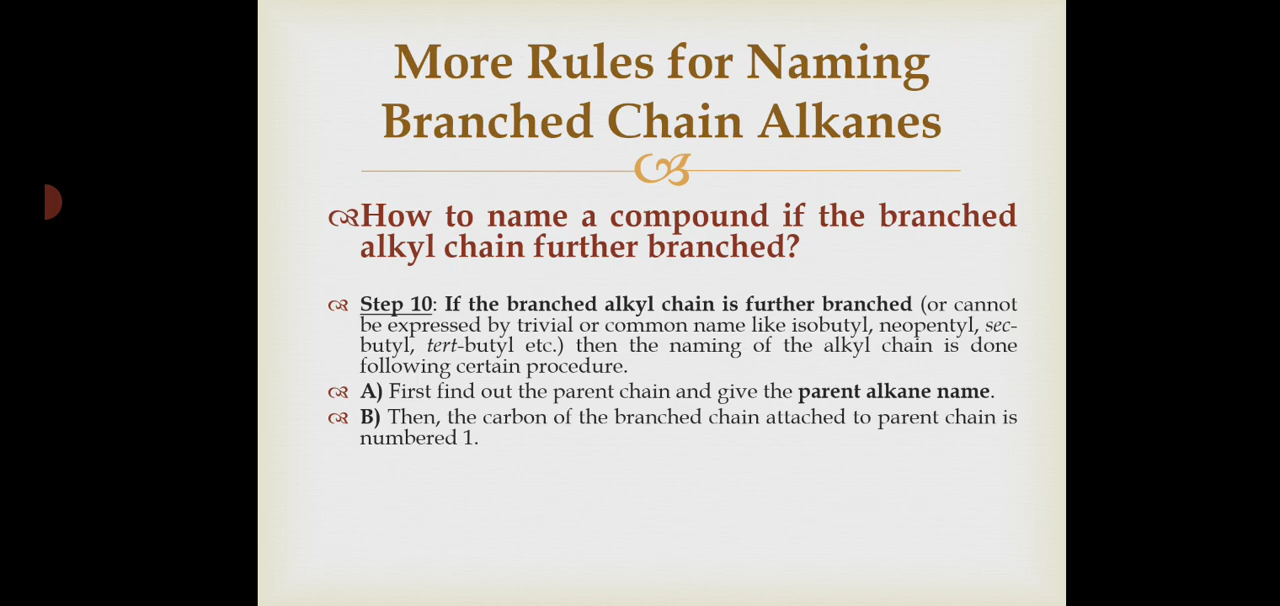 More Rules for Naming
Branched Chain Alkanes
How to name a compound if the branched
alkyl chain further branched?
Step 10: If the branched alkyl chain is further branched (or cannot
be expressed by trivial or common name like isobutyl, neopentyl, sec-
butyl, tert-butyl etc.) then the naming of the alkyl chain is done
following certain procedure.
A) First find out the parent chain and give the parent alkane name.
B) Then, the carbon of the branched chain attached to parent chain is
numbered 1.